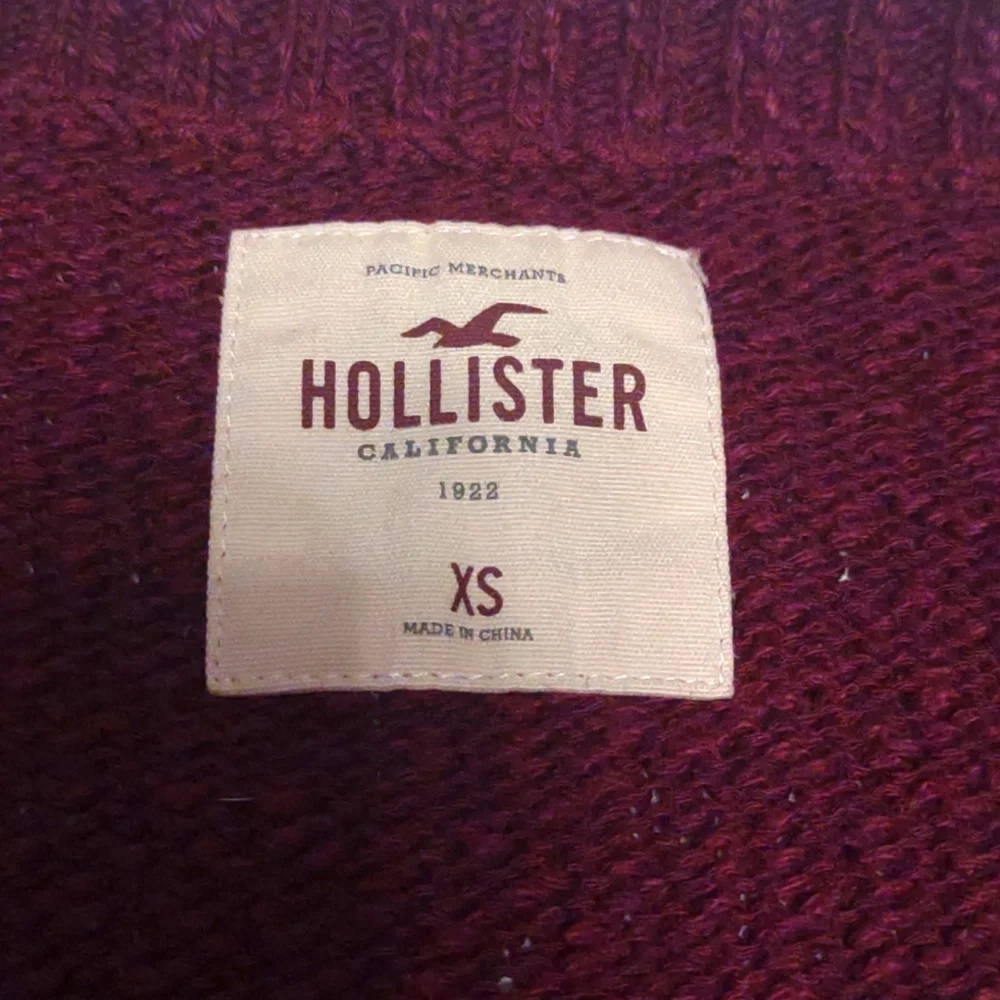 PACIFIC MERCHANTS
HOLLISTER
CALIFORNIA
1922
XS
MADE IN CHINA